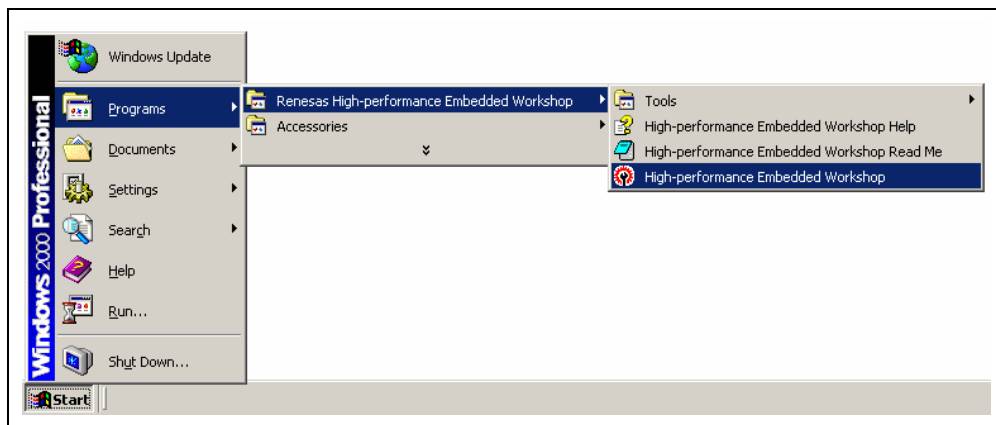 Windows 2000 Professional
Windows Update
Programs
Documents
Settings
Search
Help
Run...
Shut Down...
Start
Renesas High-performance Embedded Workshop
Accessories
Tools
High-performance Embedded Workshop Help
High-performance Embedded Workshop Read Me
High-performance Embedded Workshop